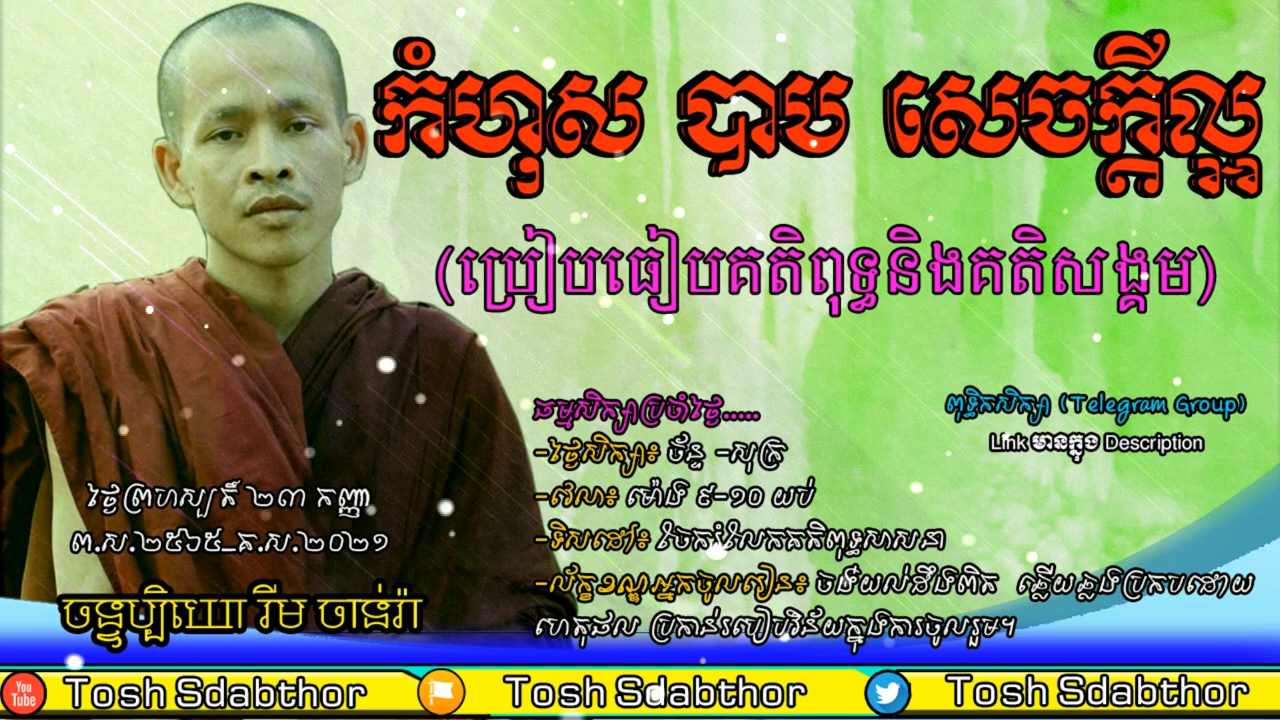 កំហុស បាប សេចក្តីល្អ
(ប្រៀបធៀបគតិពុទ្ធនិងគតិសង្គម)
ធម្មសិក្សាប្រចាំថ្ងៃ.....
-ថ្ងៃសិក្សា៖ ច័ន្ទ -សុក្រ
-វេលា៖ ម៉ោង ៩-១០ យប់
-ទិសដៅ៖ ចែករំលែកគតិពុទ្ធសាសនា
-ល័ក្ខខណ្ឌអ្នកចូលរៀន៖ ចង់យល់ដឹងពិត ឆ្លើយឆ្លងប្រកបដោយ
ហេតុផល ប្រកាន់របៀបវិន័យក្នុងការចូលរួម។
ពុទ្ធិកសិក្សា (Telegram Group)
Link មានក្នុង Description
ថ្ងៃព្រហស្បតិ៍ ២៣ កញ្ញា
ព.ស.២៥៦៥_គ.ស.២០២១
ចន្ទប្បិយោ រីម ចាន់រ៉ា
You Tube
Tosh Sdabthor
Tosh Sdabthor
Tosh Sdabthor